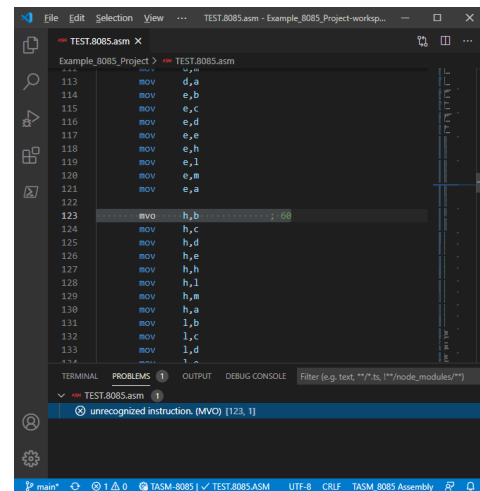 File Edit Selection View ··· TEST.8085.asm - Example_8085_Project-worksp...
TEST.8085.asm
Example_8085_Project > TEST.8085.asm
113 mov d,a
114 mov e,b
115 mov e,c
116 mov e,d
117 mov e,e
118 mov e,h
119 mov e,l
120 mov e,m
121 mov e,a
122
123 mvo h,b ; 60
124 mov h,c
125 mov h,d
126 mov h,e
127 mov h,h
128 mov h,l
129 mov h,m
130 mov h,a
131 mov l,b
132 mov l,c
133 mov l,d
TERMINAL PROBLEMS 1 OUTPUT DEBUG CONSOLE Filter (e.g. text, **/*.ts, !**/node_modules/**)
TEST.8085.asm 1
unrecognized instruction. (MVO) [123, 1]
main* 1 0 TASM-8085 | ✓ TEST.8085.ASM UTF-8 CRLF TASM_8085 Assembly